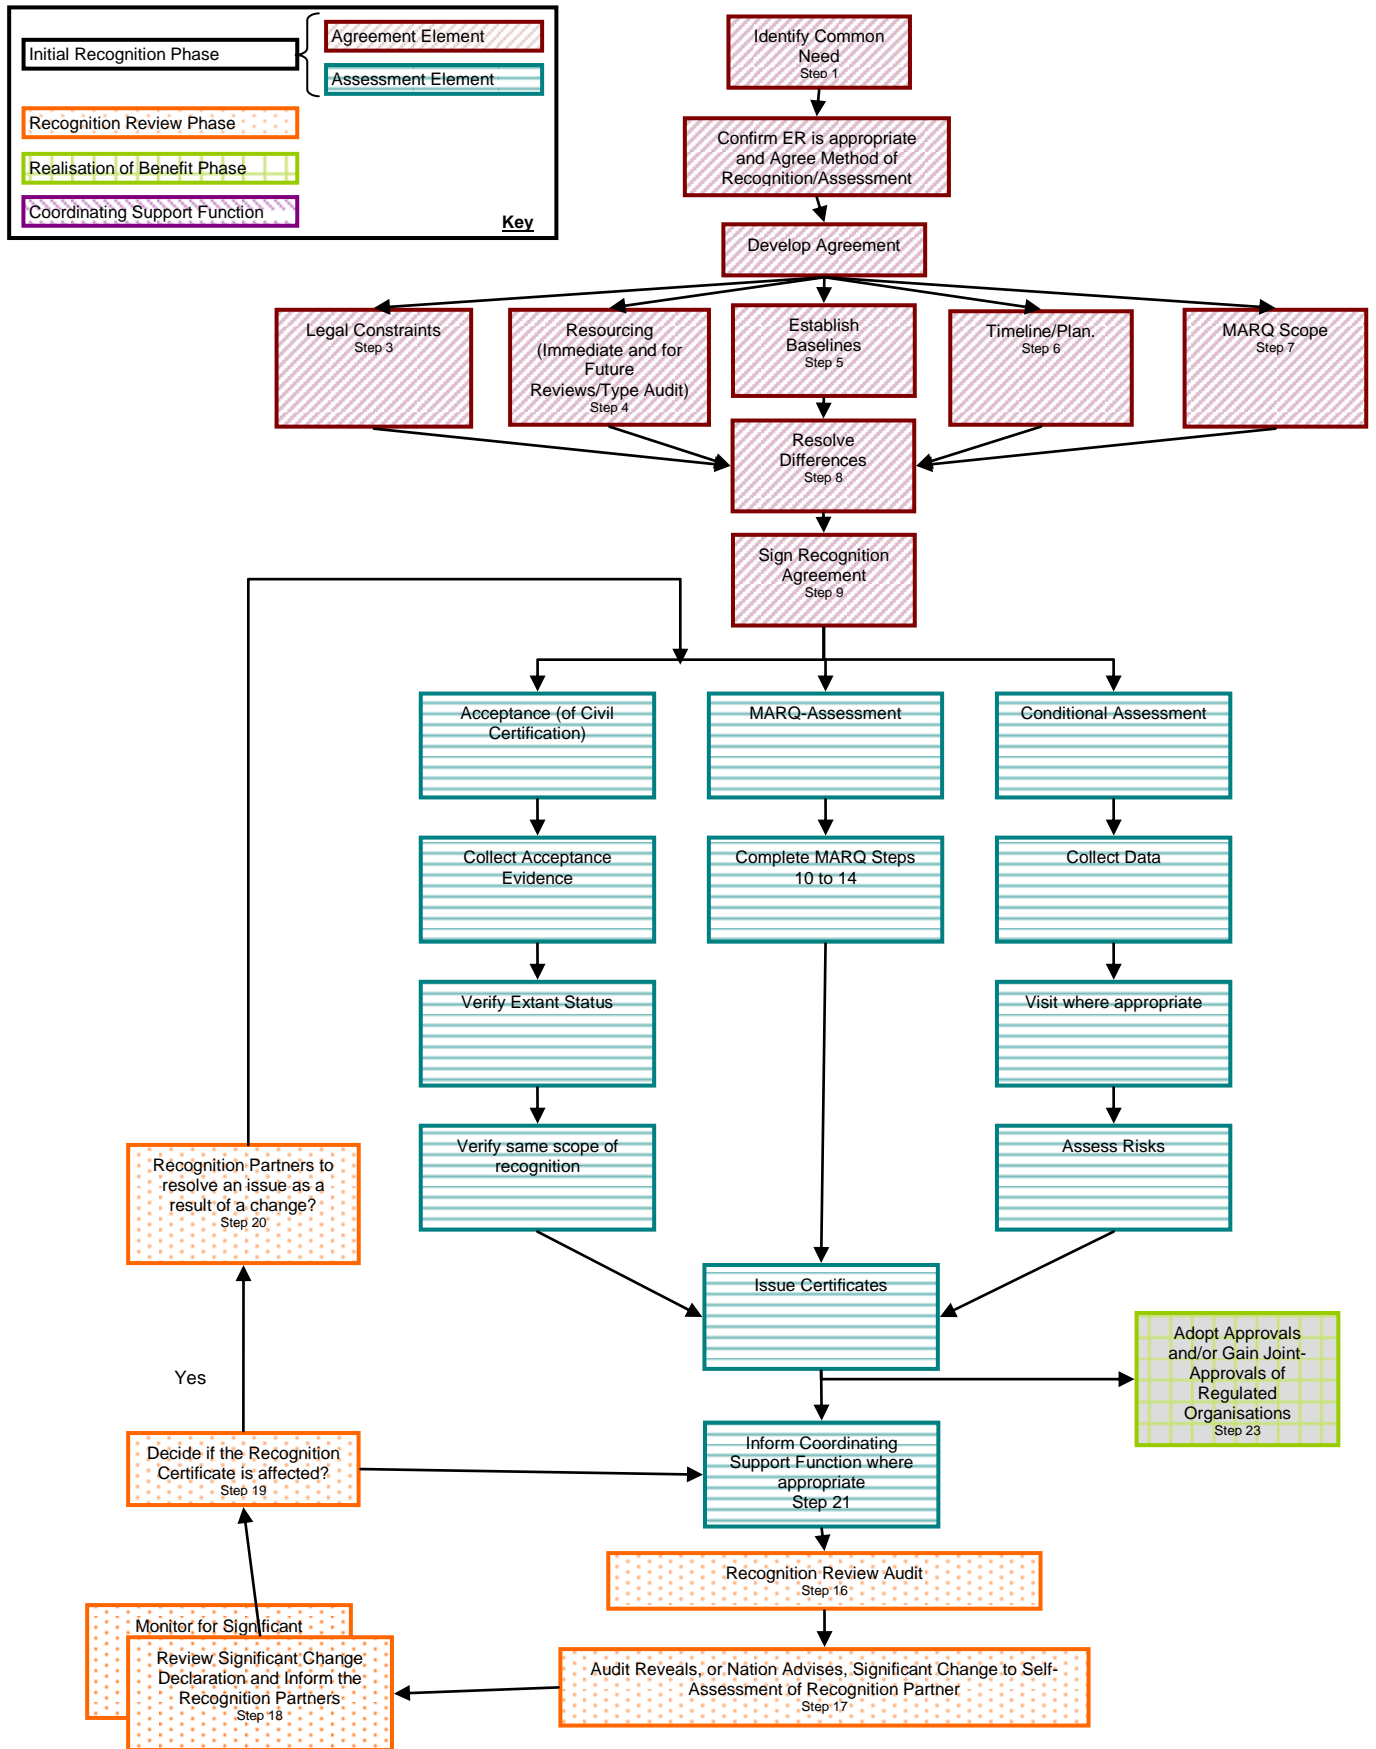 Initial Recognition Phase
Agreement Element
Assessment Element
Recognition Review Phase
Realisation of Benefit Phase
Coordinating Support Function
Key
Identify Common
Need
Step 1
Confirm ER is appropriate
and Agree Method of
Recognition/Assessment
Develop Agreement
Legal Constraints
Step 3
Resourcing
(Immediate and for
Future
Reviews/Type Audit)
Step 4
Establish
Baselines
Step 5
Timeline/Plan.
Step 6
MARQ Scope
Step 7
Resolve
Differences
Step 8
Sign Recognition
Agreement
Step 9
Acceptance (of Civil
Certification)
MARQ-Assessment
Conditional Assessment
Collect Acceptance
Evidence
Complete MARQ Steps
10 to 14
Collect Data
Verify Extant Status
Visit where appropriate
Verify same scope of
recognition
Assess Risks
Recognition Partners to
resolve an issue as a
result of a change?
Step 20
Issue Certificates
Adopt Approvals
and/or Gain Joint-
Approvals of
Regulated
Organisations
Step 23
Yes
Decide if the Recognition
Certificate is affected?
Step 19
Inform Coordinating
Support Function where
appropriate
Step 21
Recognition Review Audit
Step 16
Monitor for Significant
Review Significant Change
Declaration and Inform the
Recognition Partners
Step 18
Audit Reveals, or Nation Advises, Significant Change to Self-
Assessment of Recognition Partner
Step 17